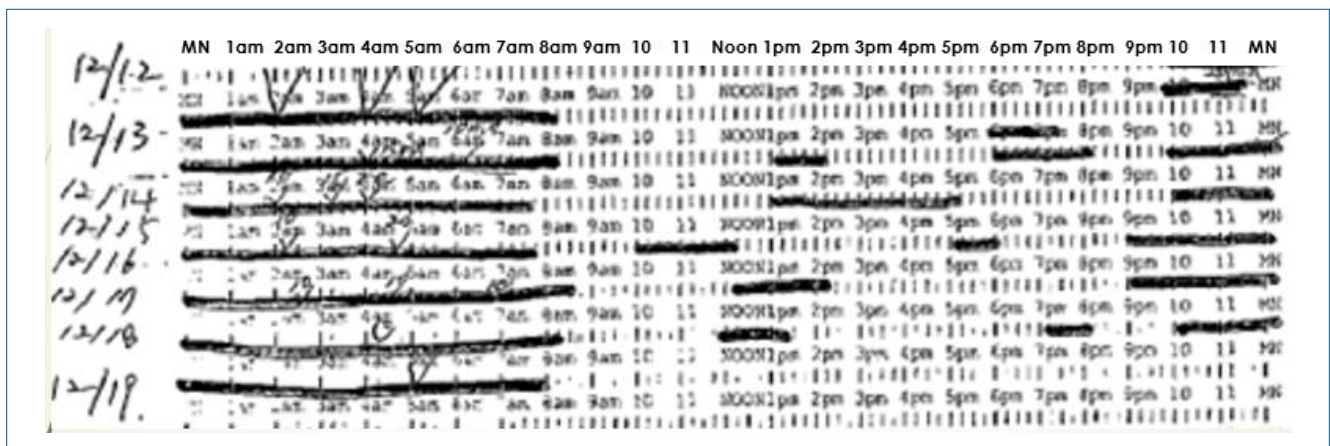 MN 1am 2am 3am 4am 5am 6am 7am 8am 9am 10 11 Noon 1pm 2pm 3pm 4pm 5pm 6pm 7pm 8pm 9pm 10 11 MN
12/12
MN 1am 2am 3am 4am 5am 6am 7am 8am 9am 10 11 NOON 1pm 2pm 3pm 4pm 5pm 6pm 7pm 8pm 9pm 10 11 MN
12/13
MN 1am 2am 3am 4am 5am 6am 7am 8am 9am 10 11 NOON 1pm 2pm 3pm 4pm 5pm 6pm 7pm 8pm 9pm 10 11 MN
12/14
1am 2am 3am 4am 5am 6am 7am 8am 9am 10 11 NOON 1pm 2pm 3pm 4pm 5pm 6pm 7pm 8pm 9pm 10 11 MN
12/15
1am 2am 3am 4am 5am 6am 7am 8am 9am 10 11 NOON 1pm 2pm 3pm 4pm 5pm 6pm 7pm 8pm 9pm 10 11 MN
12/16
2am 3am 4am 5am 6am 7am 8am 9am 10 11 NOON 1pm 2pm 3pm 4pm 5pm 6pm 7pm 8pm 9pm 10 11 MN
12/17
7am 8am 9am 10 11 NOON 1pm 2pm 3pm 4pm 5pm 6pm 7pm 8pm 9pm 10 11 MN
12/18
7am 8am 9am 10 11 NOON 1pm 2pm 3pm 4pm 5pm 6pm 7pm 8pm 9pm 10 11 MN
12/19
3am 4am 5am 8am 9am 10 11 NOON 1pm 2pm 3pm 4pm 5pm 6pm 7pm 8pm 9pm 10 11 MN